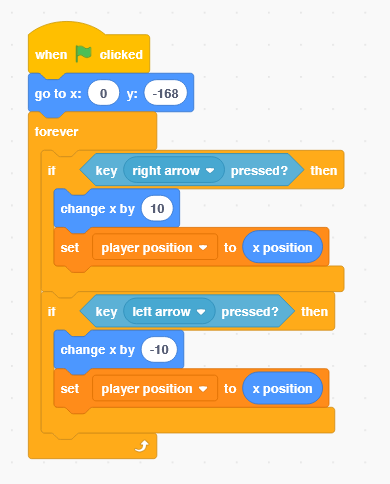 when clicked
go to x: 0 y: -168
forever
if key right arrow pressed? then
change x by 10
set player position to x position
if key left arrow pressed? then
change x by -10
set player position to x position